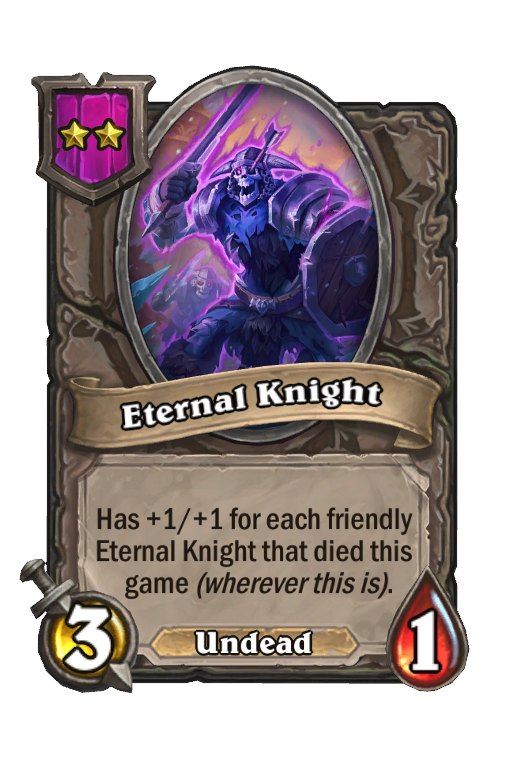 Eternal Knight
Has +1/+1 for each friendly
Eternal Knight that died this
game (wherever this is).
3
Undead
1